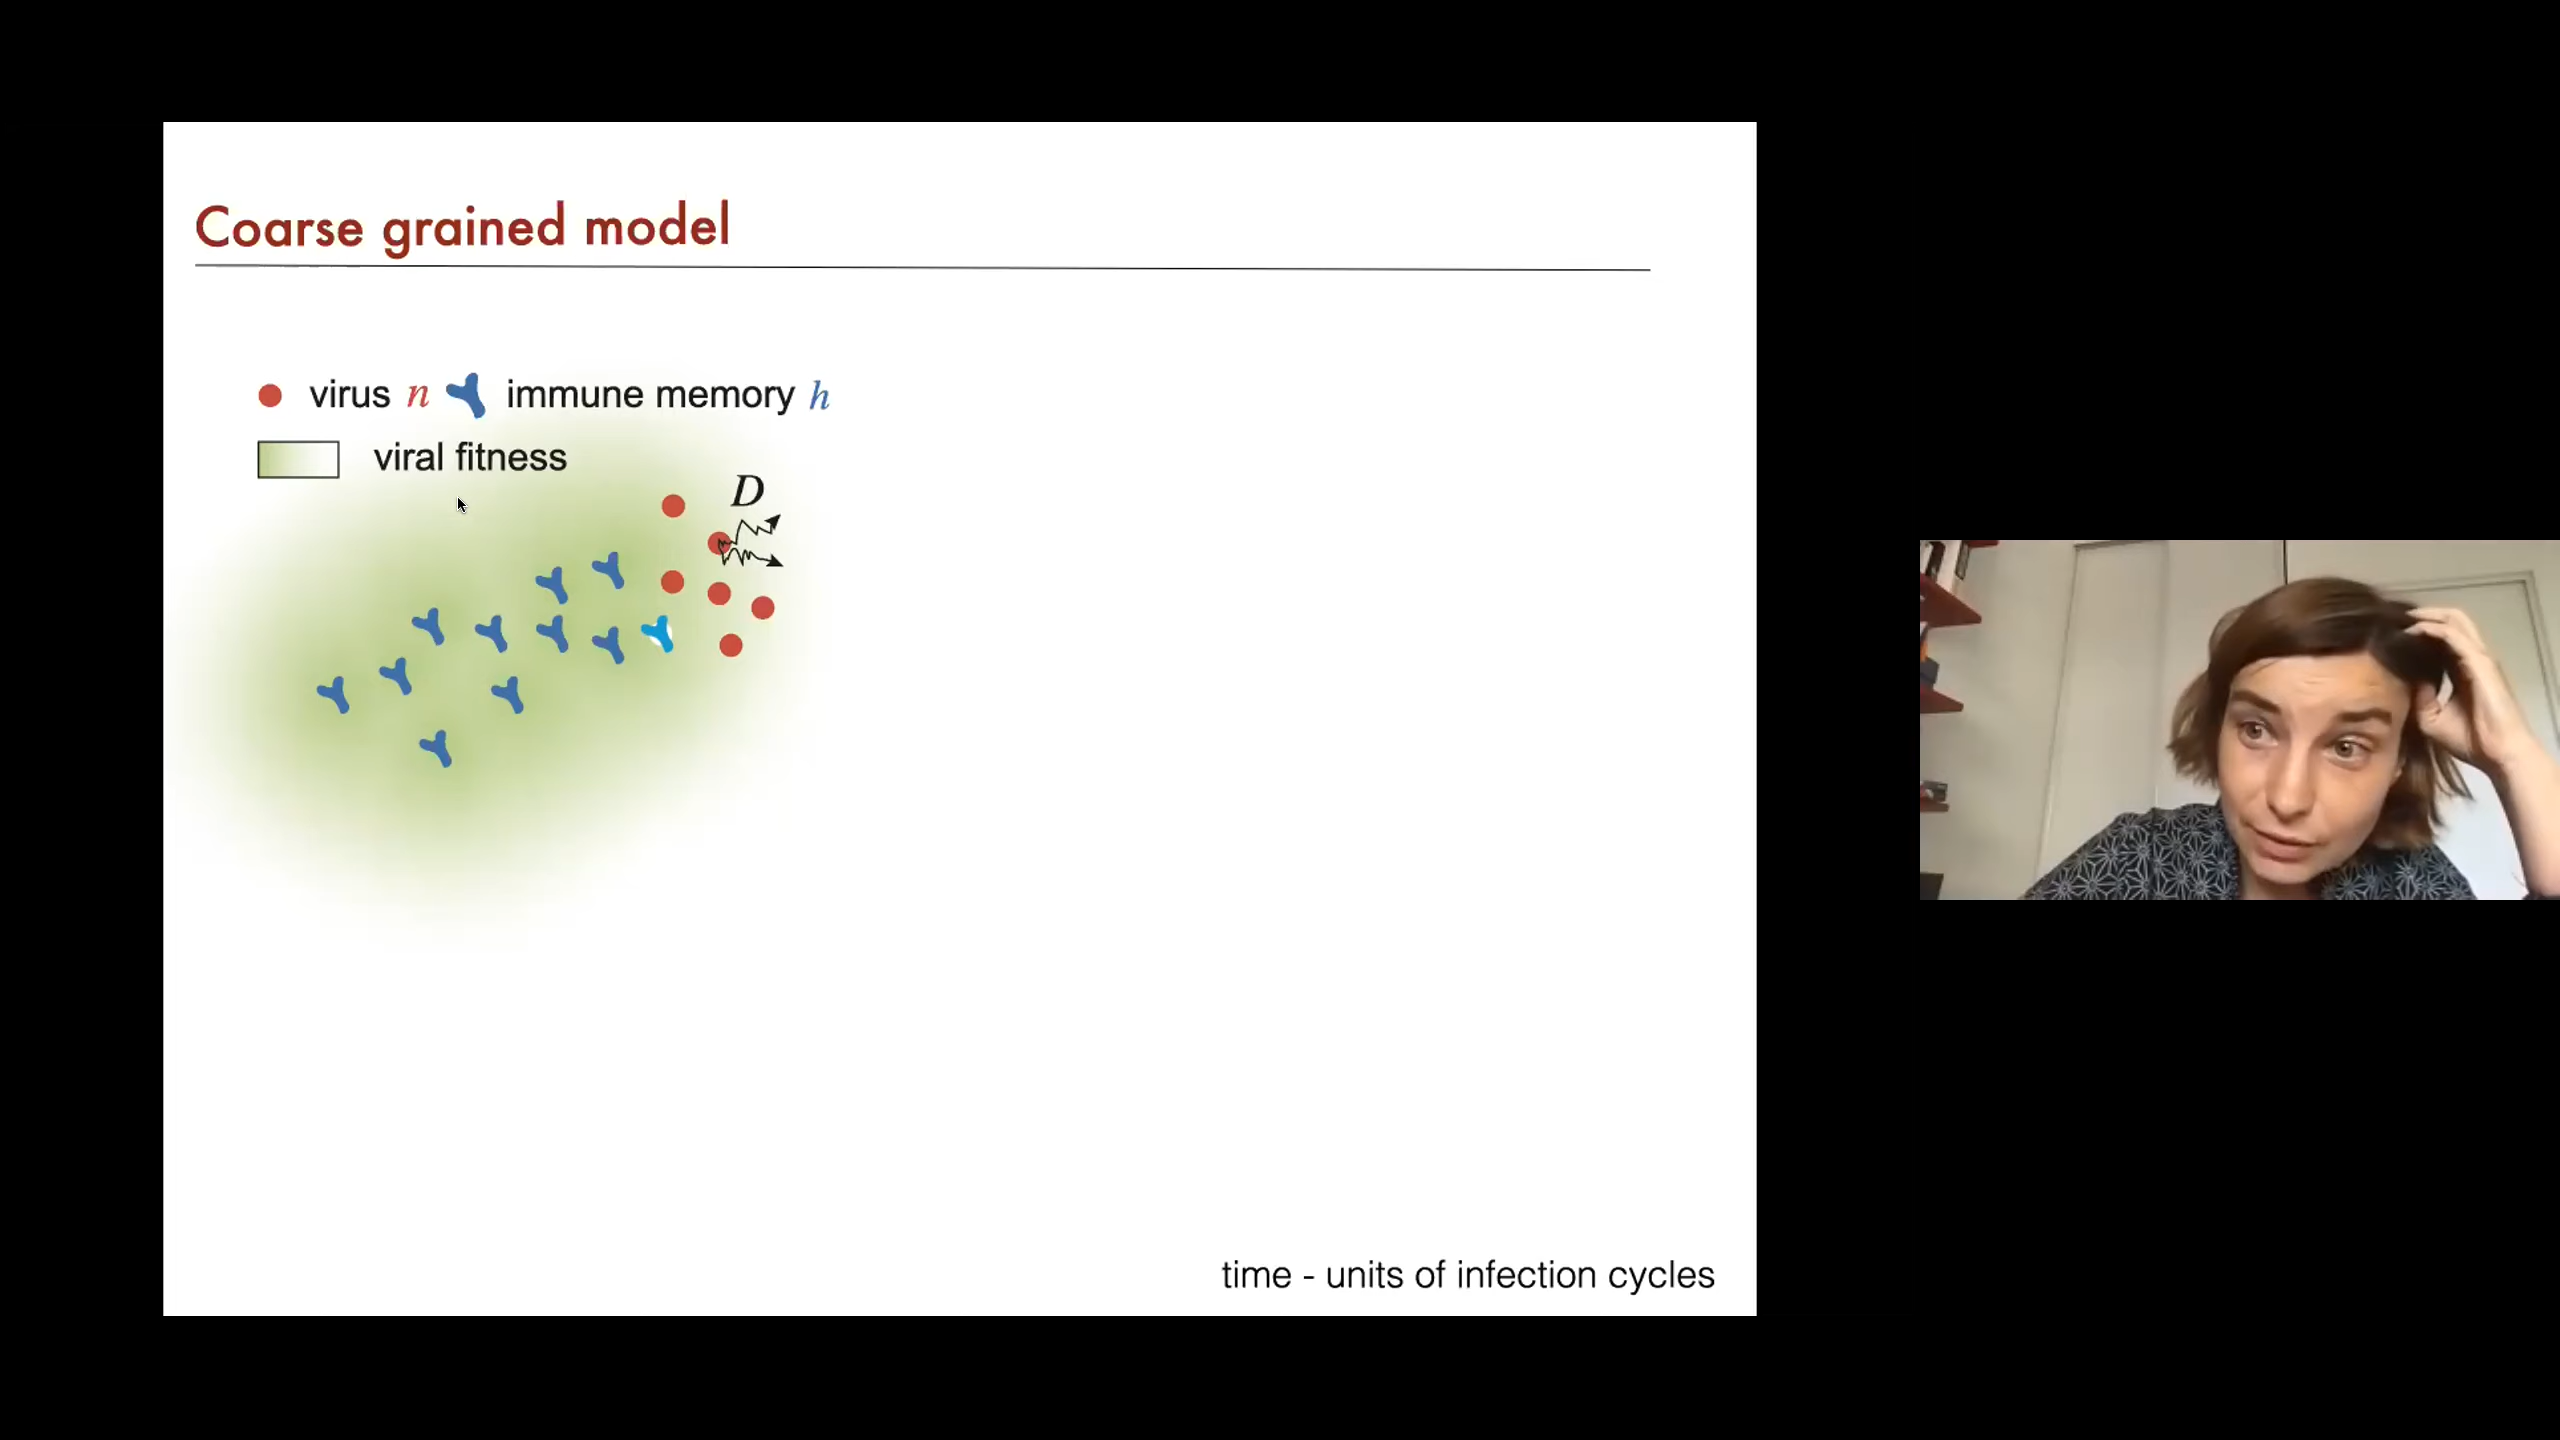 Coarse grained model
virus n immune memory h
viral fitness
D
time - units of infection cycles